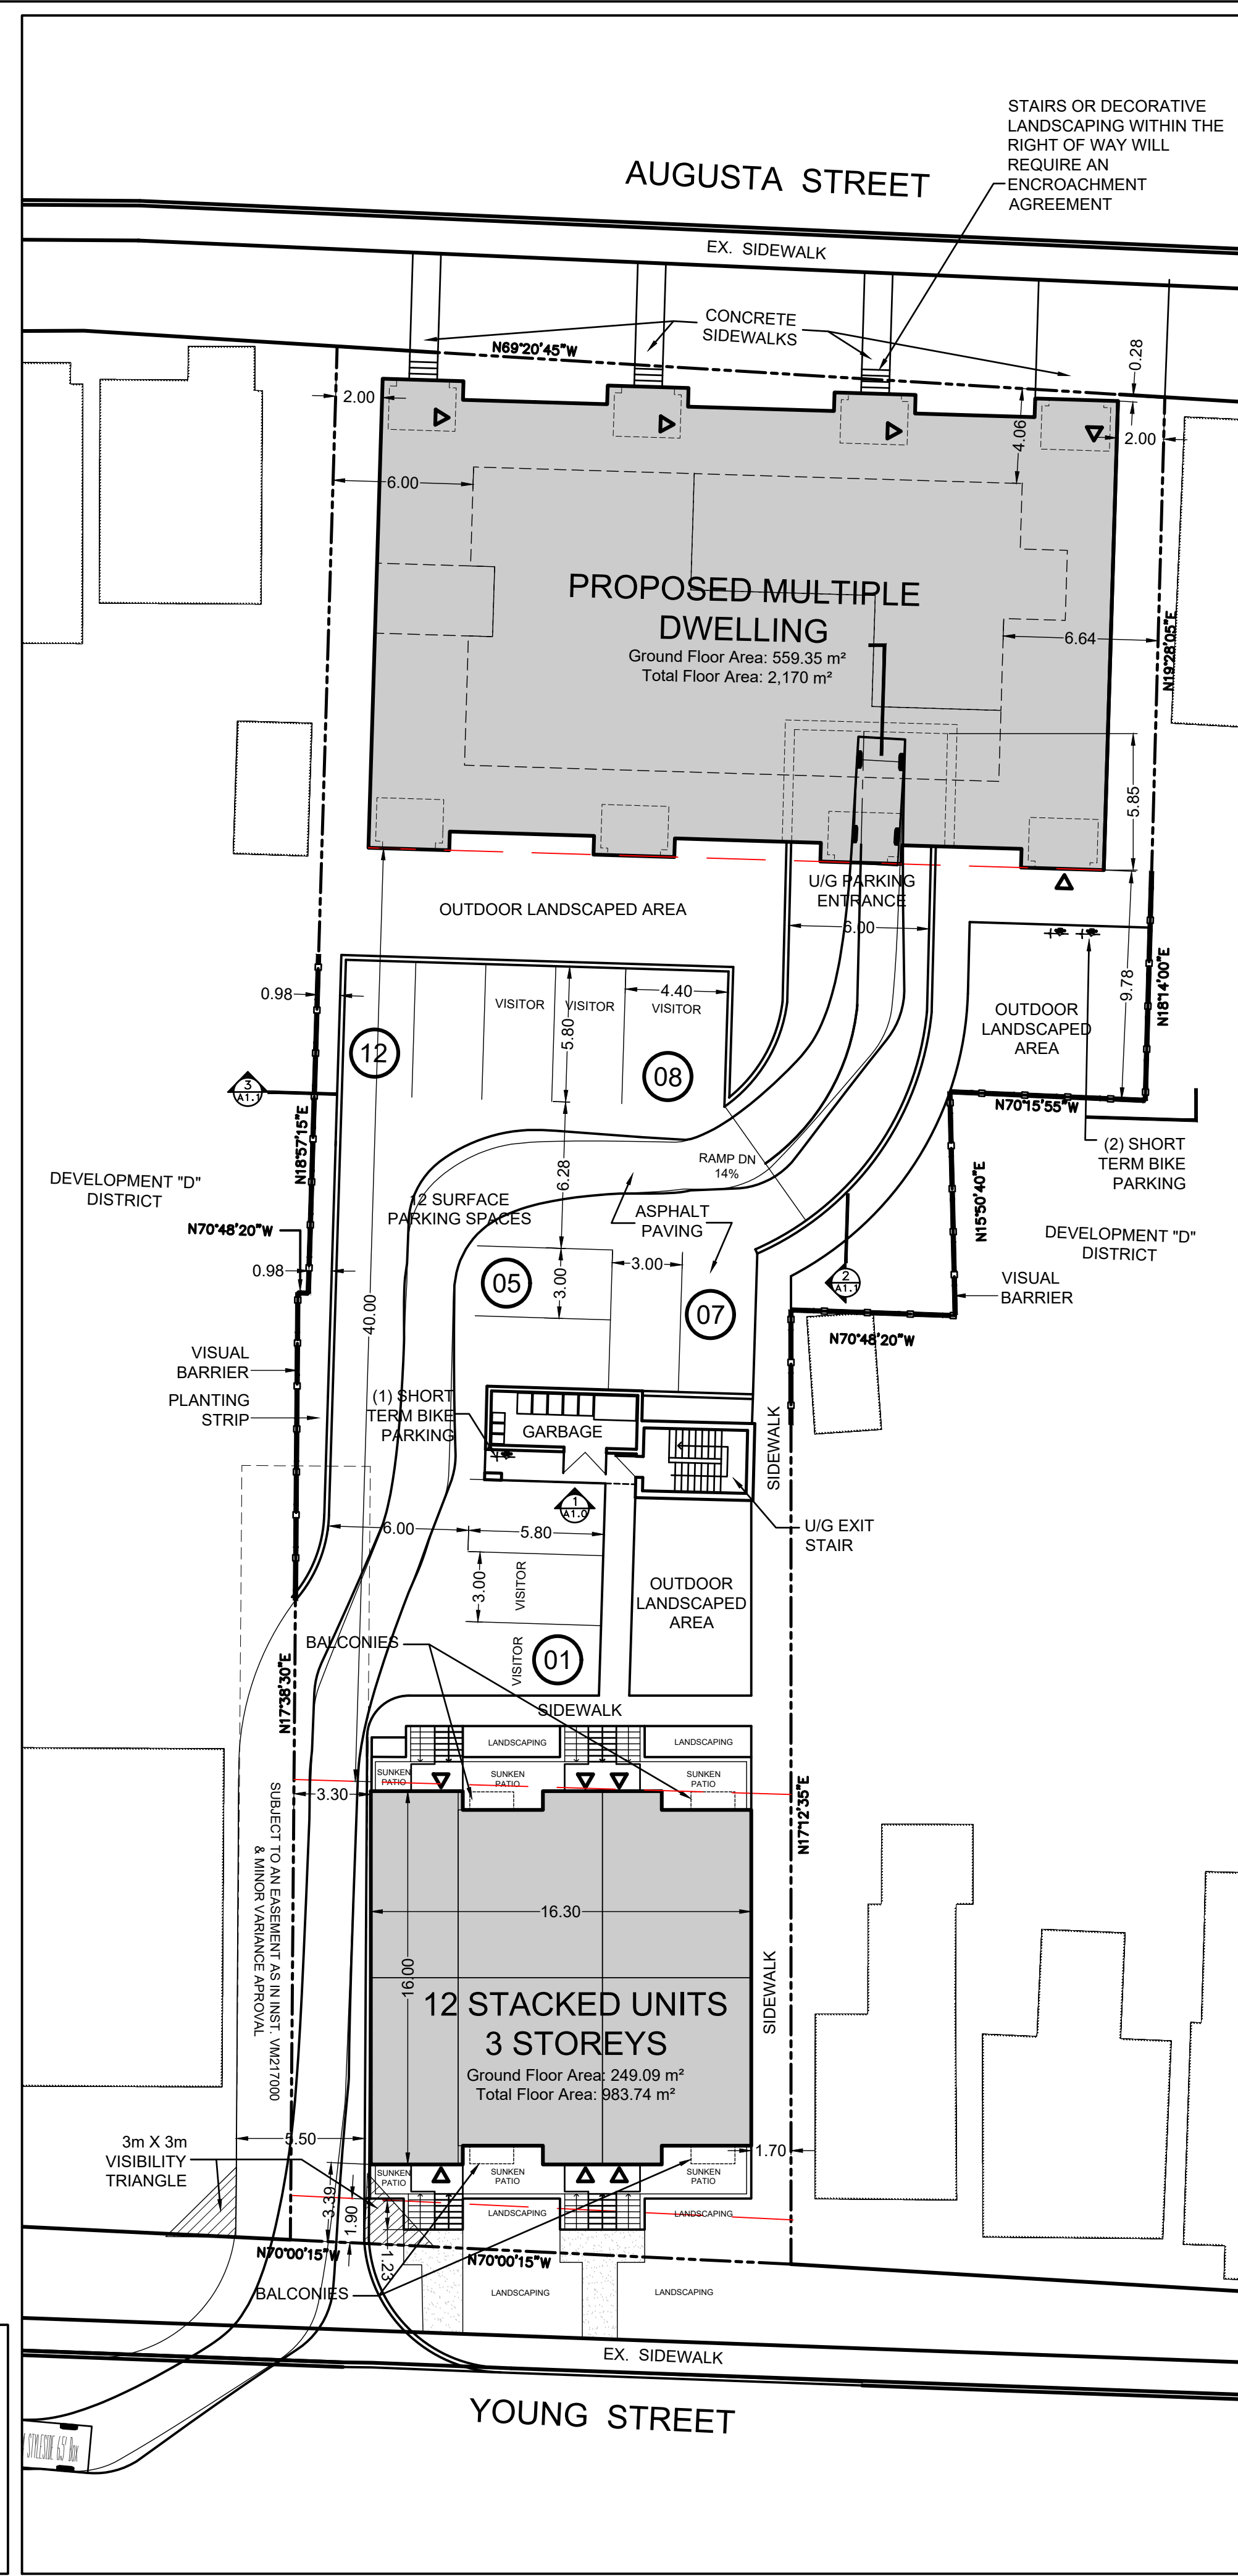 STAIRS OR DECORATIVE
LANDSCAPING WITHIN THE
RIGHT OF WAY WILL
REQUIRE AN
ENCROACHMENT
AGREEMENT
AUGUSTA STREET
EX. SIDEWALK
CONCRETE
SIDEWALKS
N69°20'45"W
0.28
2.00
4.06
2.00
6.00
PROPOSED MULTIPLE
DWELLING
Ground Floor Area: 559.35 m²
Total Floor Area: 2,170 m²
6.64
N19°28'05"E
5.85
U/G PARKING
ENTRANCE
OUTDOOR LANDSCAPED AREA
6.00
N18°14'00"E
9.78
0.98
4.40
VISITOR
VISITOR
VISITOR
5.80
OUTDOOR
LANDSCAPED
AREA
12
08
3
A1.1
N70°15'55"W
N18°57'15"E
(2) SHORT
TERM BIKE
PARKING
RAMP DN
14%
6.28
DEVELOPMENT "D"
DISTRICT
12 SURFACE
PARKING SPACES
ASPHALT
PAVING
N15°50'40"E
N70°48'20"W
DEVELOPMENT "D"
DISTRICT
0.98
3.00
3.00
05
07
2
A1.1
VISUAL
BARRIER
40.00
N70°48'20"W
VISUAL
BARRIER
PLANTING
STRIP
(1) SHORT
TERM BIKE
PARKING
GARBAGE
SIDEWALK
1
A1.0
6.00
5.80
U/G EXIT
STAIR
3.00
VISITOR
OUTDOOR
LANDSCAPED
AREA
BALCONIES
VISITOR
01
N17°38'30"E
SIDEWALK
LANDSCAPING
LANDSCAPING
SUNKEN
PATIO
SUNKEN
PATIO
SUNKEN
PATIO
3.30
N17°12'35"E
SUBJECT TO AN EASEMENT AS IN INST. VM217000
& MINOR VARIANCE APROVAL
16.30
16.00
SIDEWALK
12 STACKED UNITS
3 STOREYS
Ground Floor Area: 249.09 m²
Total Floor Area: 983.74 m²
5.50
1.70
3m X 3m
VISIBILITY
TRIANGLE
SUNKEN
PATIO
SUNKEN
PATIO
SUNKEN
PATIO
3.39
1.90
LANDSCAPING
LANDSCAPING
1.23
N70°00'15"W
N70°00'15"W
BALCONIES
LANDSCAPING
LANDSCAPING
EX. SIDEWALK
YOUNG STREET
STYLESIDE 6.5' Box